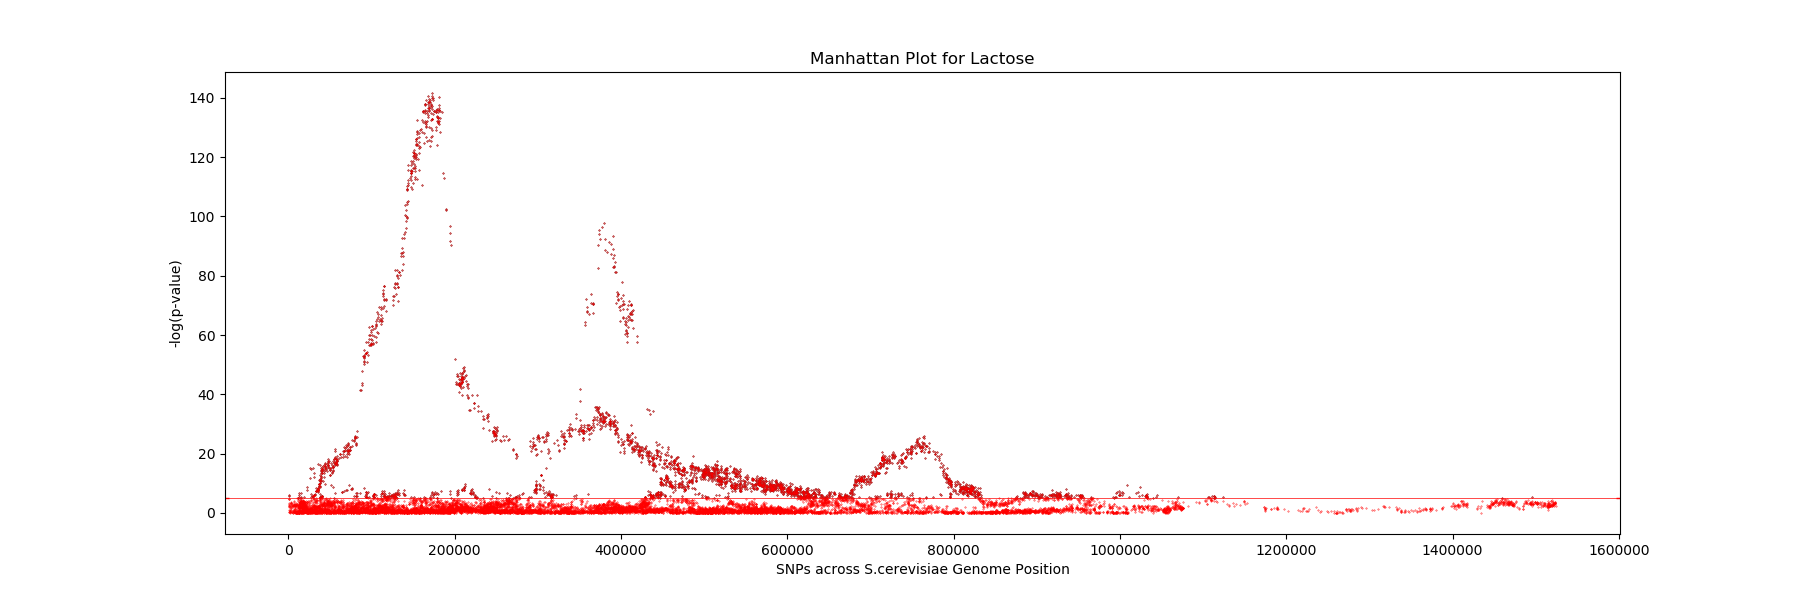 Manhattan Plot for Lactose
-log(p-value)
140
120
100
80
60
40
20
0
0 200000 400000 600000 800000 1000000 1200000 1400000 1600000
SNPs across S.cerevisiae Genome Position